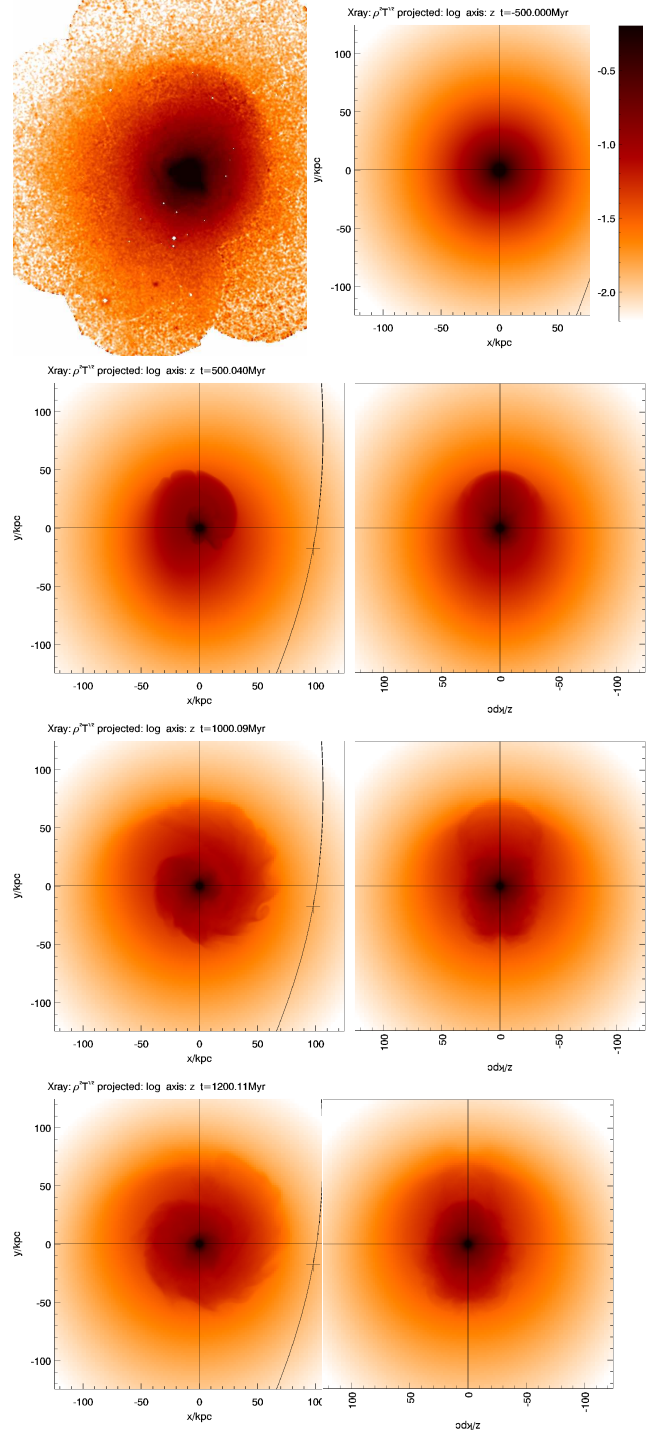 Xray: ρ²T^1/2 projected: log axis: z t=-500.000Myr
100
50
0
-50
-100
y/kpc
-100 -50 0 50
x/kpc
-0.5
-1.0
-1.5
-2.0
Xray: ρ²T^1/2 projected: log axis: z t=500.040Myr
100
50
0
-50
-100
y/kpc
-100 -50 0 50 100
x/kpc
100 50 0 -50 -100
z/kpc
Xray: ρ²T^1/2 projected: log axis: z t=1000.09Myr
100
50
0
-50
-100
y/kpc
-100 -50 0 50 100
x/kpc
100 50 0 -50 -100
z/kpc
Xray: ρ²T^1/2 projected: log axis: z t=1200.11Myr
100
50
0
-50
-100
y/kpc
-100 -50 0 50 100
x/kpc
100 50 0 -50 -100
z/kpc